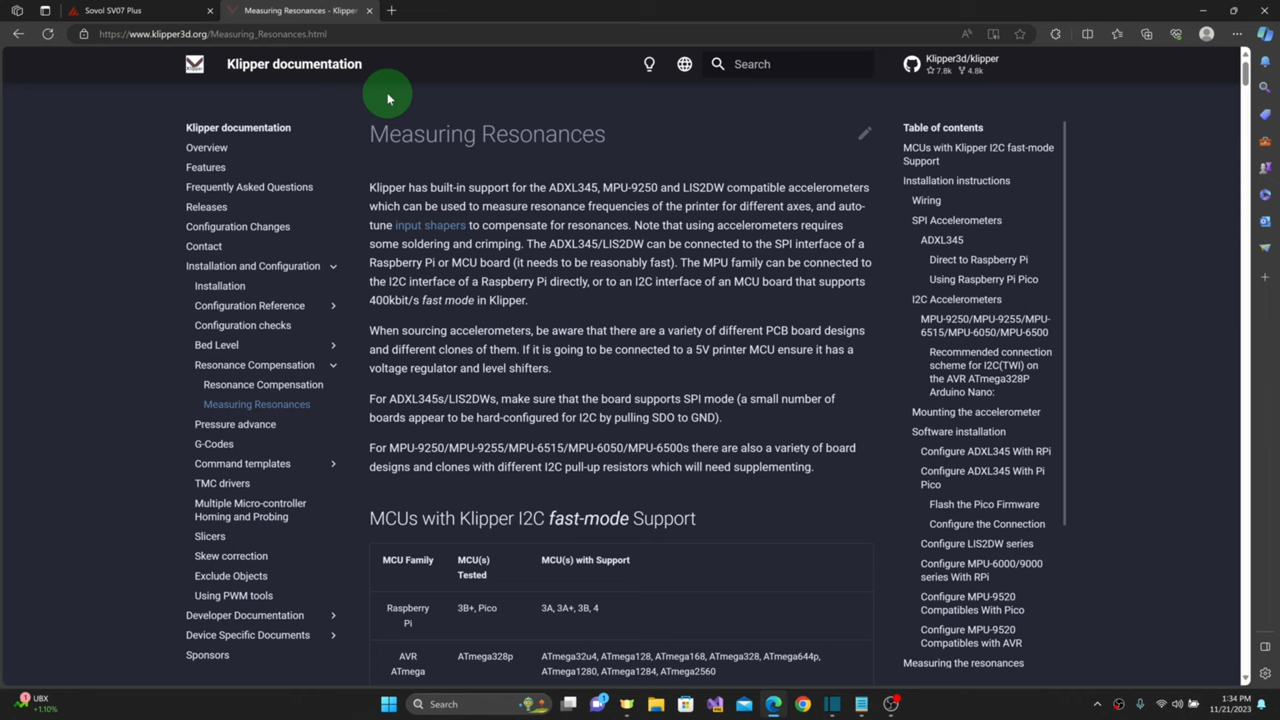 Sovol SV07 Plus
Measuring Resonances - Klipper
https://www.klipper3d.org/Measuring_Resonances.html
Klipper documentation
Search
Klipper3d/klipper
7.8k 4.8k
Klipper documentation
Overview
Features
Frequently Asked Questions
Releases
Configuration Changes
Contact
Installation and Configuration
Installation
Configuration Reference
Configuration checks
Bed Level
Resonance Compensation
Resonance Compensation
Measuring Resonances
Pressure advance
G-Codes
Command templates
TMC drivers
Multiple Micro-controller
Homing and Probing
Slicers
Skew correction
Exclude Objects
Using PWM tools
Developer Documentation
Device Specific Documents
Sponsors
Measuring Resonances
Klipper has built-in support for the ADXL345, MPU-9250 and LIS2DW compatible accelerometers
which can be used to measure resonance frequencies of the printer for different axes, and auto-
tune input shapers to compensate for resonances. Note that using accelerometers requires
some soldering and crimping. The ADXL345/LIS2DW can be connected to the SPI interface of a
Raspberry Pi or MCU board (it needs to be reasonably fast). The MPU family can be connected to
the I2C interface of a Raspberry Pi directly, or to an I2C interface of an MCU board that supports
400kbit/s fast mode in Klipper.
When sourcing accelerometers, be aware that there are a variety of different PCB board designs
and different clones of them. If it is going to be connected to a 5V printer MCU ensure it has a
voltage regulator and level shifters.
For ADXL345s/LIS2DWs, make sure that the board supports SPI mode (a small number of
boards appear to be hard-configured for I2C by pulling SDO to GND).
For MPU-9250/MPU-9255/MPU-6515/MPU-6050/MPU-6500s there are also a variety of board
designs and clones with different I2C pull-up resistors which will need supplementing.
MCUs with Klipper I2C fast-mode Support
MCU Family MCU(s) Tested MCU(s) with Support
Raspberry Pi 3B+, Pico 3A, 3A+, 3B, 4
AVR ATmega ATmega328p ATmega32u4, ATmega128, ATmega168, ATmega328, ATmega644p,
ATmega1280, ATmega1284, ATmega2560
Table of contents
MCUs with Klipper I2C fast-mode
Support
Installation instructions
Wiring
SPI Accelerometers
ADXL345
Direct to Raspberry Pi
Using Raspberry Pi Pico
I2C Accelerometers
MPU-9250/MPU-9255/MPU-
6515/MPU-6050/MPU-6500
Recommended connection
scheme for I2C(TWI) on
the AVR ATmega328P
Arduino Nano:
Mounting the accelerometer
Software installation
Configure ADXL345 With RPi
Configure ADXL345 With Pi
Pico
Flash the Pico Firmware
Configure the Connection
Configure LIS2DW series
Configure MPU-6000/9000
series With RPi
Configure MPU-9520
Compatibles With Pico
Configure MPU-9520
Compatibles with AVR
Measuring the resonances
UBX
+1.10%
Search
1:34 PM
11/21/2023